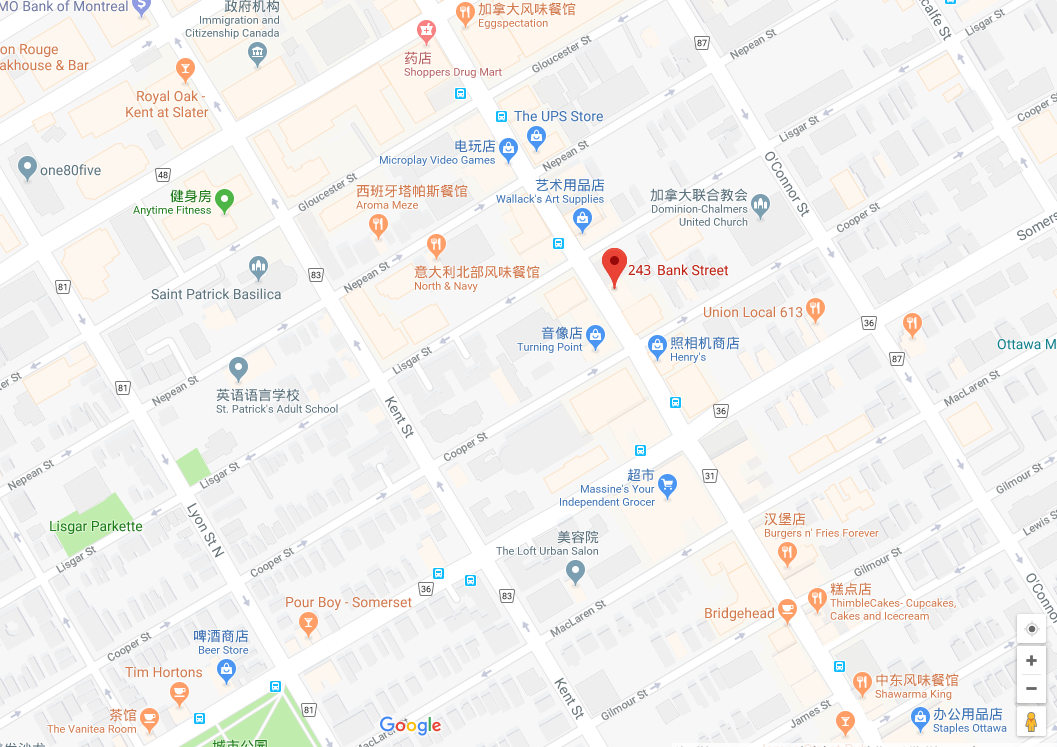 MO Bank of Montreal
政府机构
Immigration and
Citizenship Canada
加拿大风味餐馆
Eggspectation
药店
Shoppers Drug Mart
on Rouge
akhouse & Bar
Royal Oak -
Kent at Slater
Gloucester St
87
Nepean St
Lisgar St
calfe St
Cooper S
The UPS Store
电玩店
Microplay Video Games
Nepean St
Lisgar St
one80five
48
健身房
Anytime Fitness
Gloucester St
西班牙塔帕斯餐馆
Aroma Meze
艺术用品店
Wallack's Art Supplies
加拿大联合教会
Dominion-Chalmers
United Church
O'Connor St
Cooper St
Somers
意大利北部风味餐馆
North & Navy
243 Bank Street
Saint Patrick Basilica
81
83
Nepean St
Union Local 613
音像店
Turning Point
照相机商店
Henry's
36
87
Ottawa M
Lisgar St
er St
81
Nepean St
英语语言学校
St. Patrick's Adult School
Kent St
36
MacLaren St
Cooper St
Nepean St
Lisgar St
超市
Massine's Your
Independent Grocer
31
Gilmour St
Lisgar Parkette
Lyon St N
汉堡店
Burgers n' Fries Forever
Lewis St
美容院
The Loft Urban Salon
Lisgar St
Cooper St
Gilmour St
O'Conno
36
83
糕点店
ThimbleCakes- Cupcakes,
Cakes and Icecream
Pour Boy - Somerset
MacLaren St
Bridgehead
啤酒商店
Beer Store
Cooper St
Tim Hortons
中东风味餐馆
Shawarma King
Kent St
Gilmour St
James St
茶馆
The Vanitea Room
81
Google
办公用品店
Staples Ottawa
城市公园
MacLa